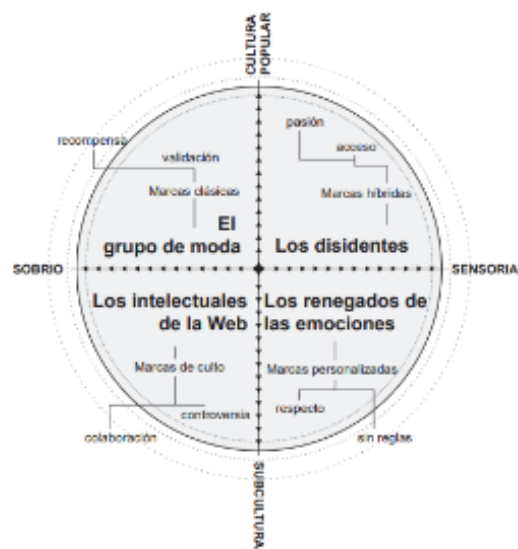 CULTURA
POPULAR
recompensa
validación
Marcas clásicas
El
grupo de moda
pasión
acceso
Marcas híbridas
Los disidentes
SOBRIO
SENSORIA
Los intelectuales
de la Web
Marcas de culto
controversia
colaboración
Los renegados de
las emociones
Marcas personalizadas
respecto
sin reglas
SUBCULTURA